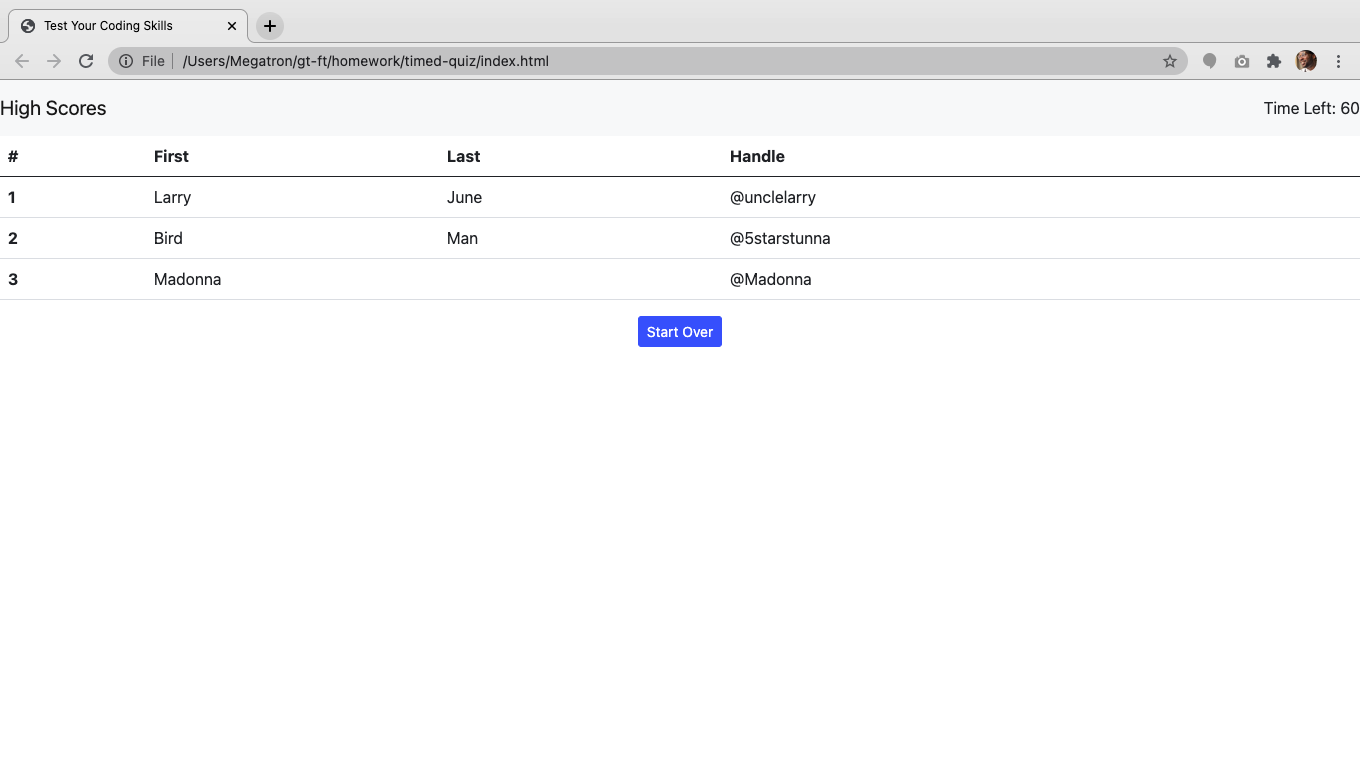 Test Your Coding Skills
File /Users/Megatron/gt-ft/homework/timed-quiz/index.html
High Scores Time Left: 60
# First Last Handle
1 Larry June @unclelarry
2 Bird Man @5starstunna
3 Madonna @Madonna
Start Over